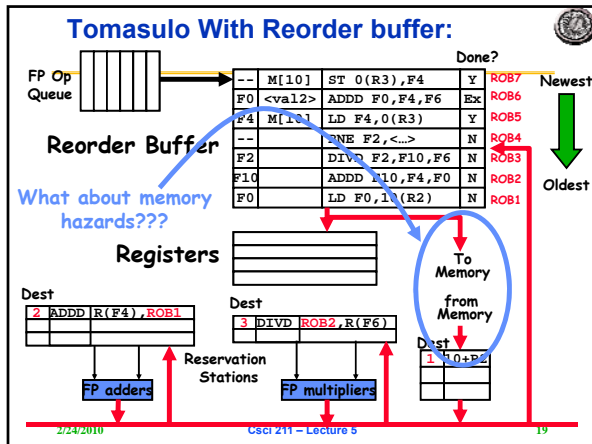 Tomasulo With Reorder buffer:
Done?
FP Op
Queue
-- M[10] ST 0(R3),F4 Y ROB7
F0 <val2> ADDD F0,F4,F6 Ex ROB6
F4 M[10] LD F4,0(R3) Y ROB5
-- BNE F2,<…> N ROB4
F2 DIVD F2,F10,F6 N ROB3
F10 ADDD F10,F4,F0 N ROB2
F0 LD F0,10(R2) N ROB1
Newest
Oldest
Reorder Buffer
What about memory
hazards???
Registers
To
Memory
from
Memory
Dest
2 ADDD R(F4),ROB1
Dest
3 DIVD ROB2,R(F6)
Dest
1 10+R2
Reservation
Stations
FP adders
FP multipliers
2/24/2010
Csci 211 – Lecture 5
19